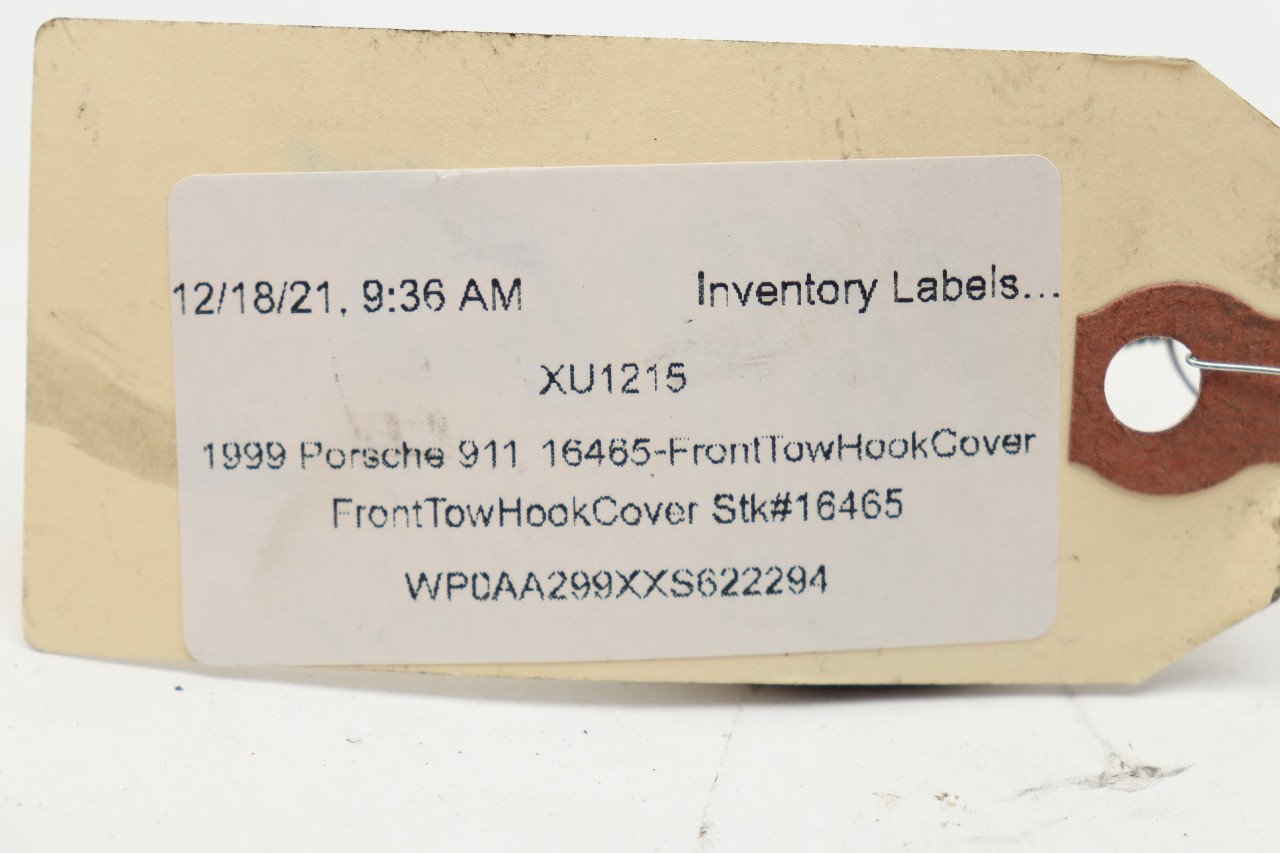 12/18/21, 9:36 AM Inventory Labels...
XU1215
1999 Porsche 911 16465-FrontTowHookCover
FrontTowHookCover Stk#16465
WP0AA299XXS622294